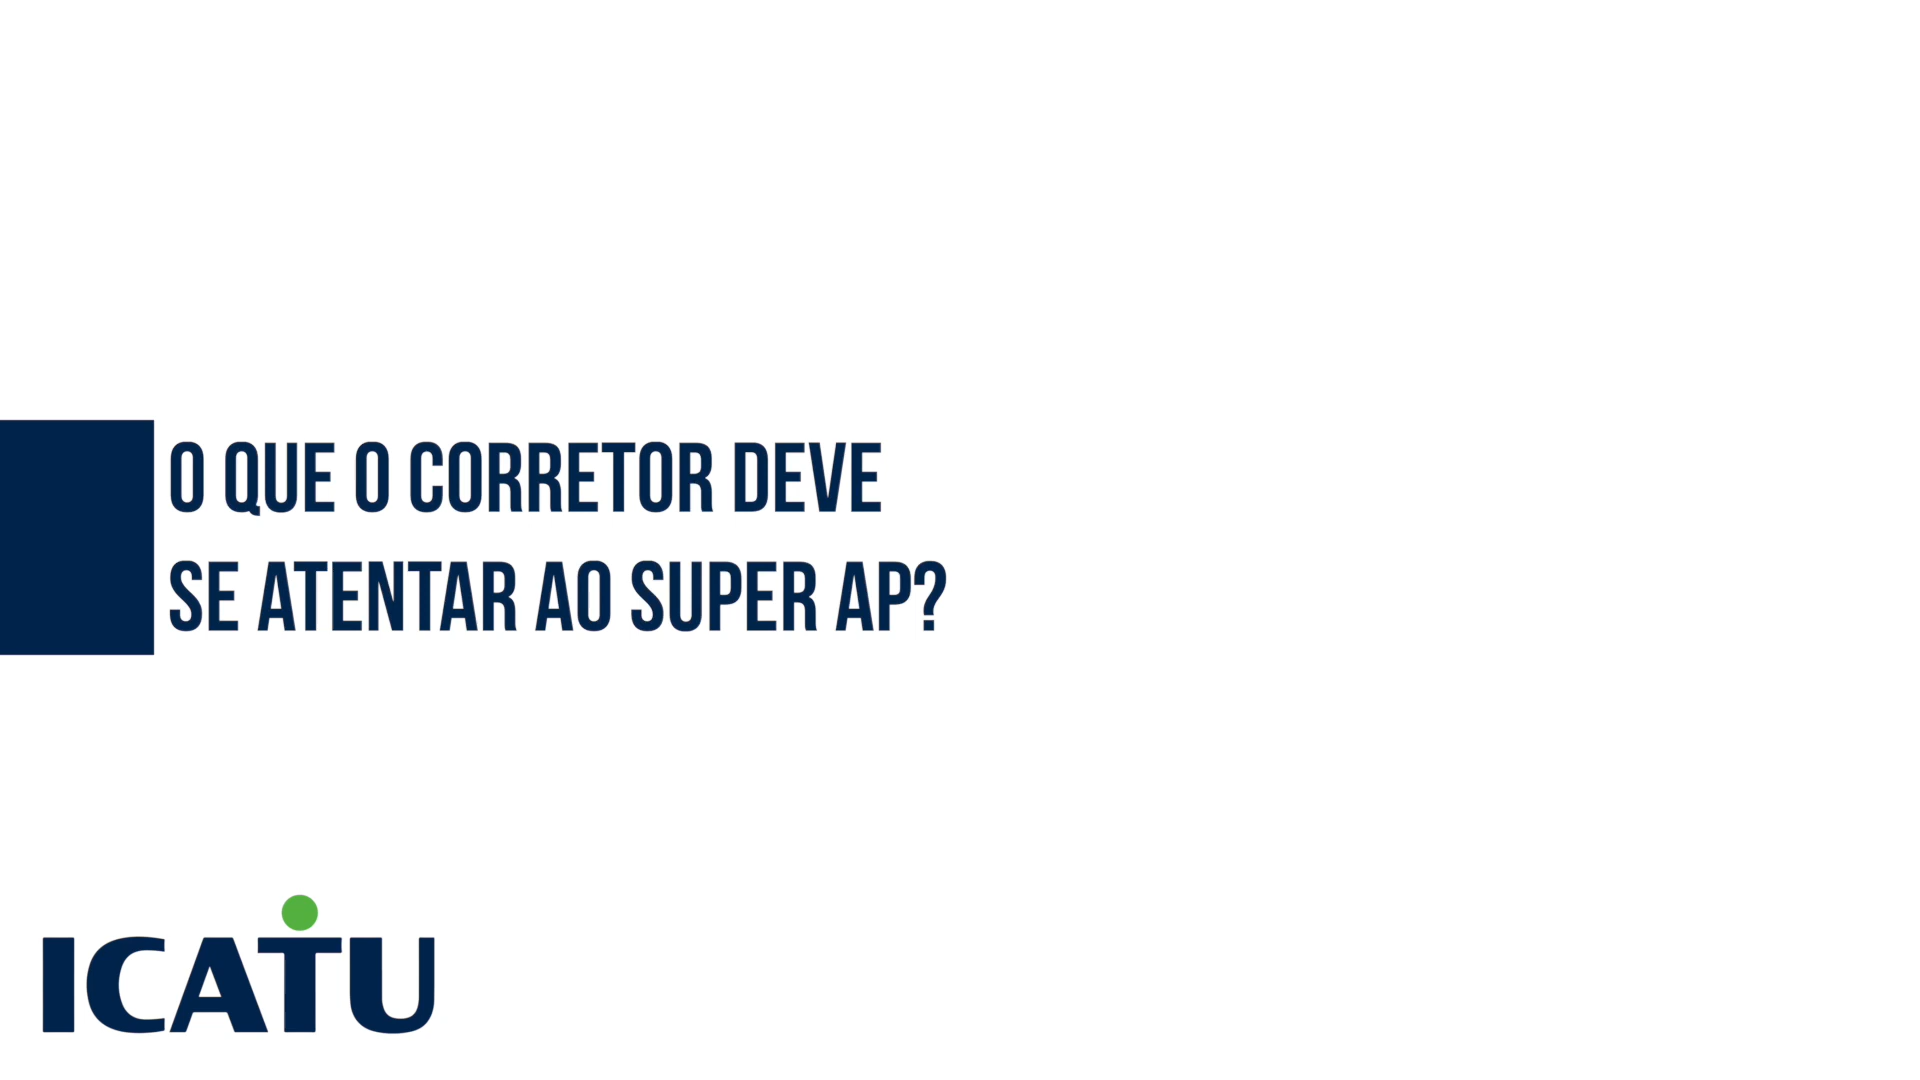 O QUE O CORRETOR DEVE
SE ATENTAR AO SUPER AP?
ICATU